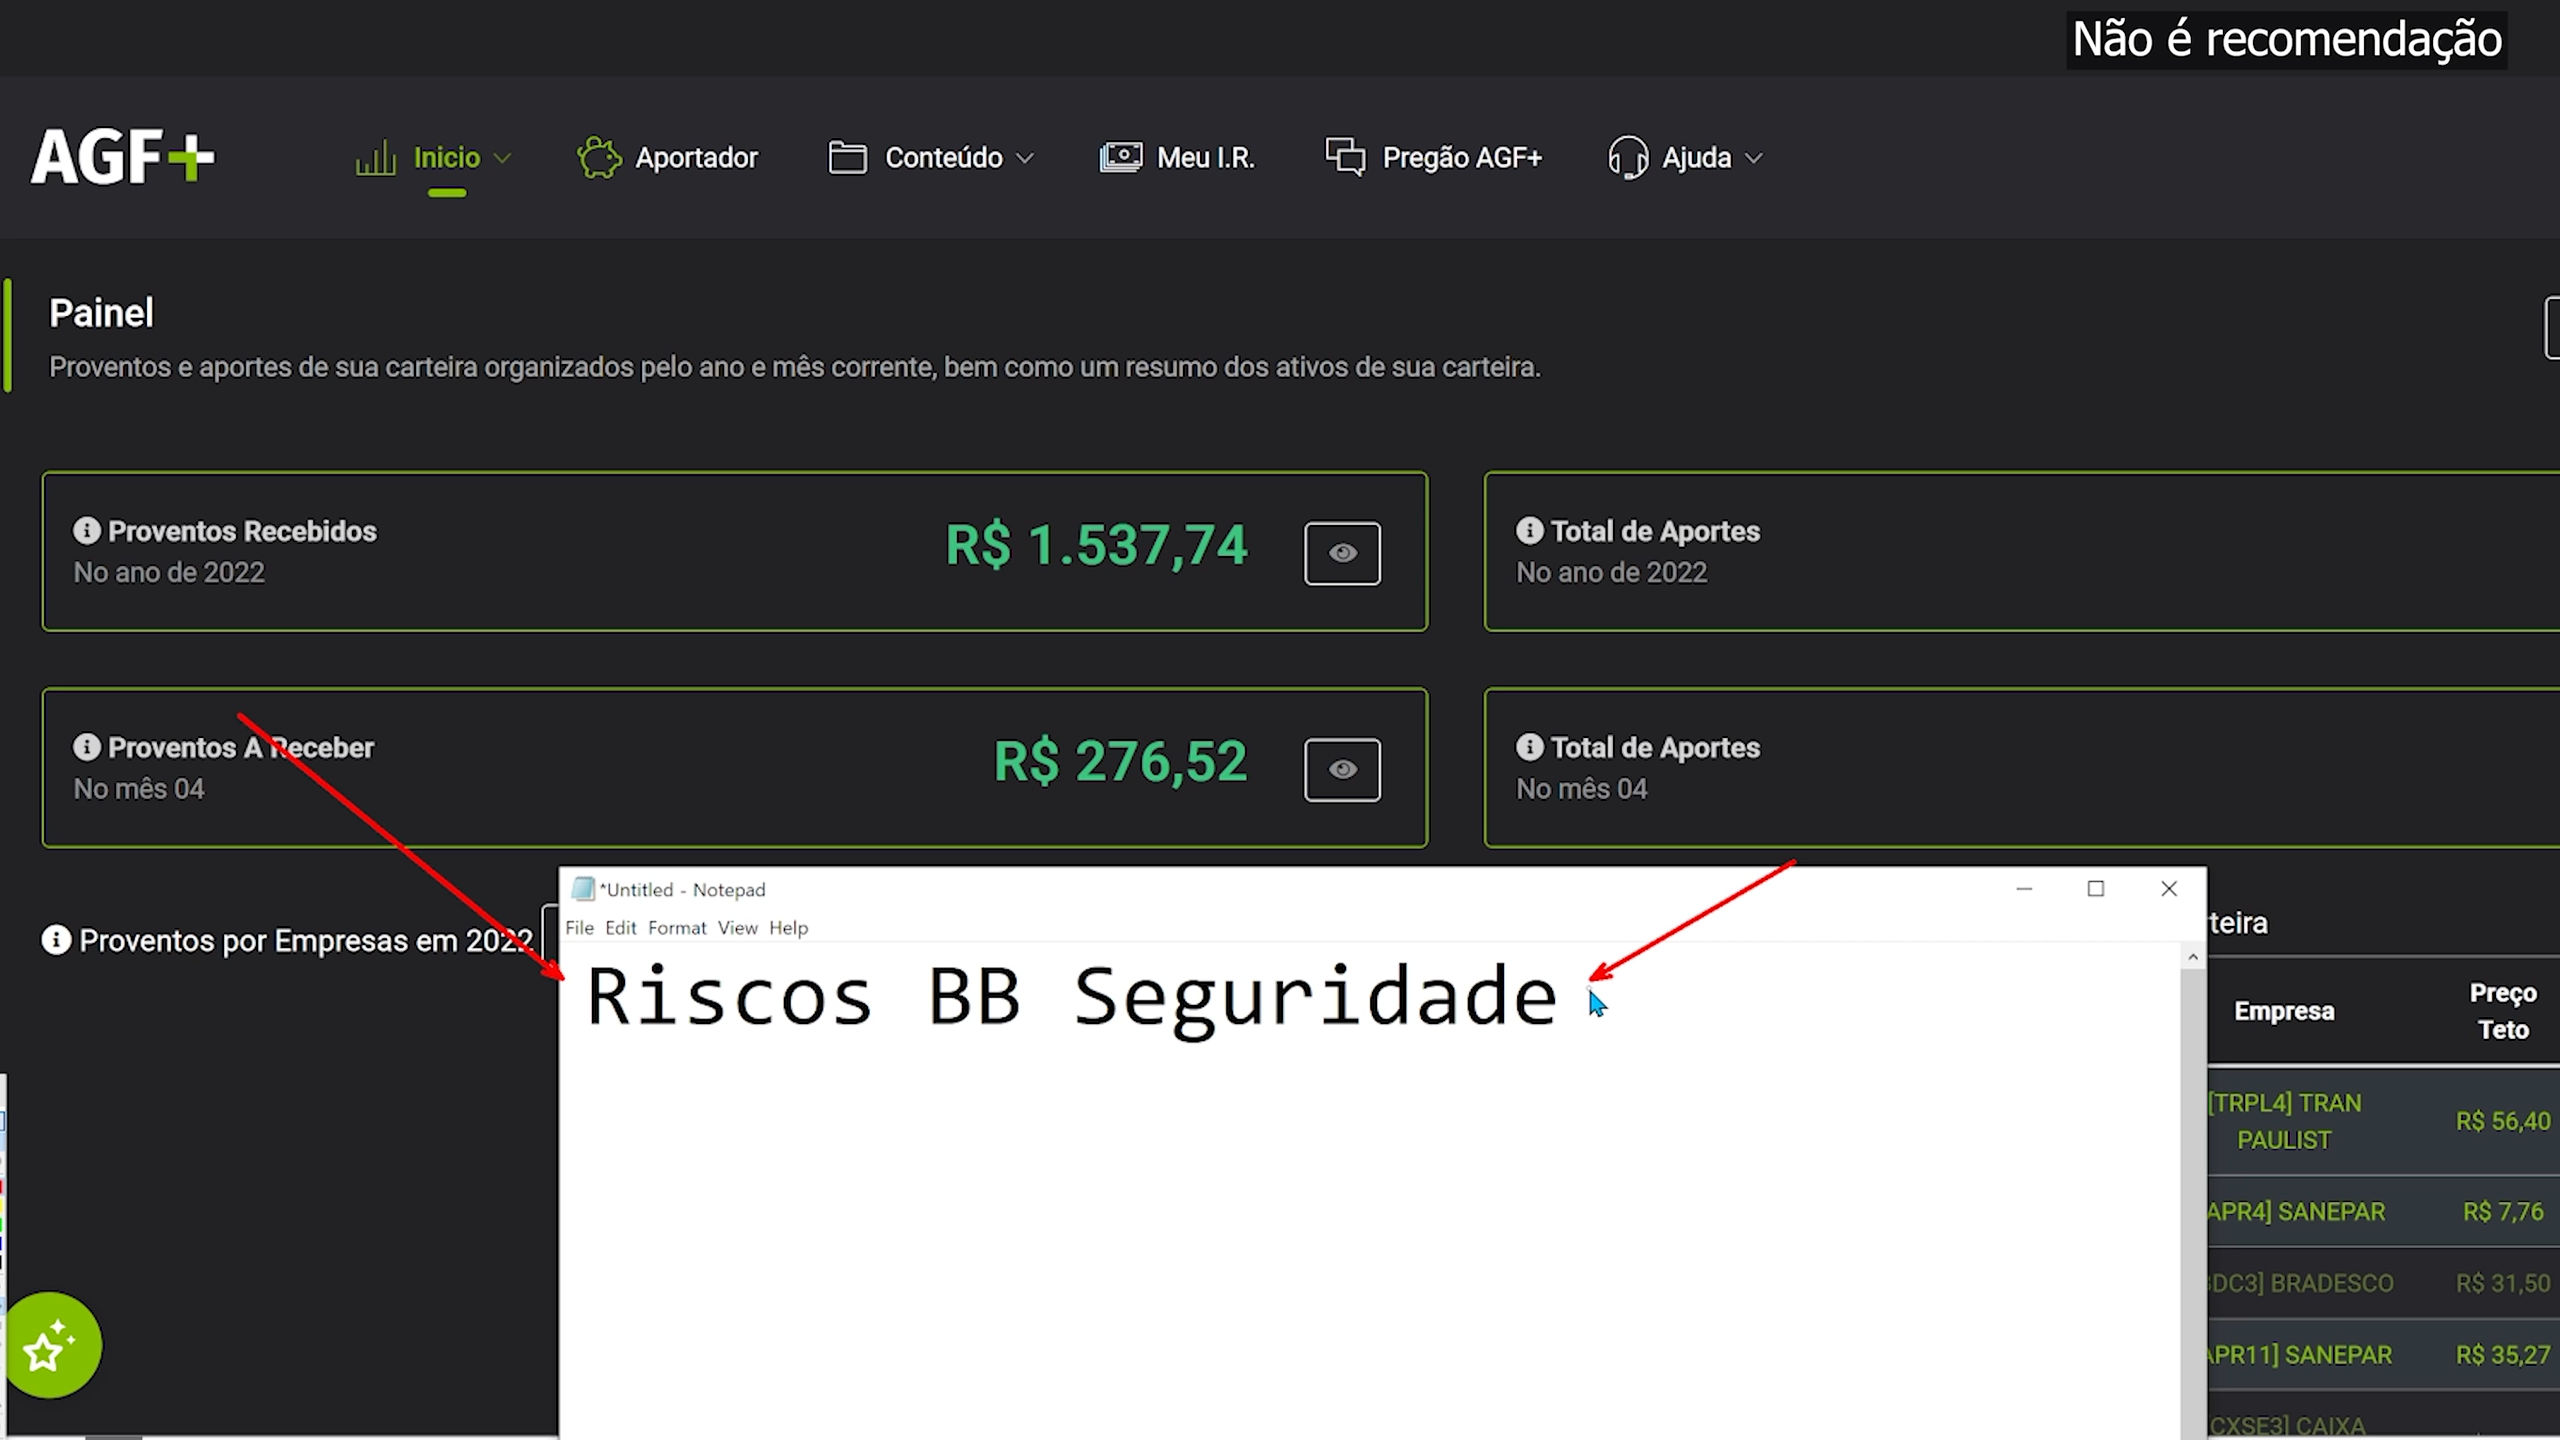 Não é recomendação
AGF+
Inicio
Aportador
Conteúdo
Meu I.R.
Pregão AGF+
Ajuda
Painel
Proventos e aportes de sua carteira organizados pelo ano e mês corrente, bem como um resumo dos ativos de sua carteira.
Proventos Recebidos
No ano de 2022
R$ 1.537,74
Total de Aportes
No ano de 2022
Proventos A Receber
No mês 04
R$ 276,52
Total de Aportes
No mês 04
Proventos por Empresas em 2022
*Untitled - Notepad
File Edit Format View Help
Riscos BB Seguridade
teira
Empresa
Preço
Teto
[TRPL4] TRAN
PAULIST
R$ 56,40
APR4] SANEPAR
R$ 7,76
DC3] BRADESCO
R$ 31,50
APR11] SANEPAR
R$ 35,27
CXSE3] CAIXA